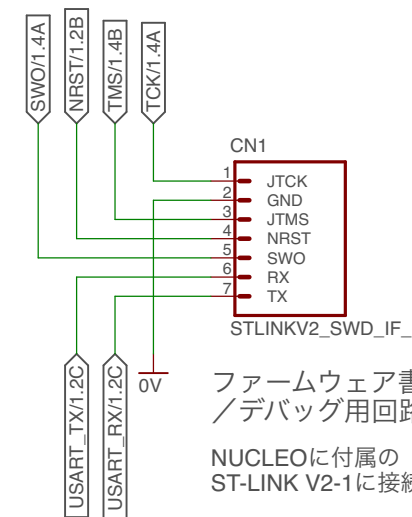 SWO/1.4A
NRST/1.2B
TMS/1.4B
TCK/1.4A
CN1
1 JTCK
2 GND
3 JTMS
4 NRST
5 SWO
6 RX
7 TX
STLINKV2_SWD_IF_
USART_TX/1.2C
USART_RX/1.2C
0V
ファームウェア書
／デバッグ用回路
NUCLEOに付属の
ST-LINK V2-1に接続